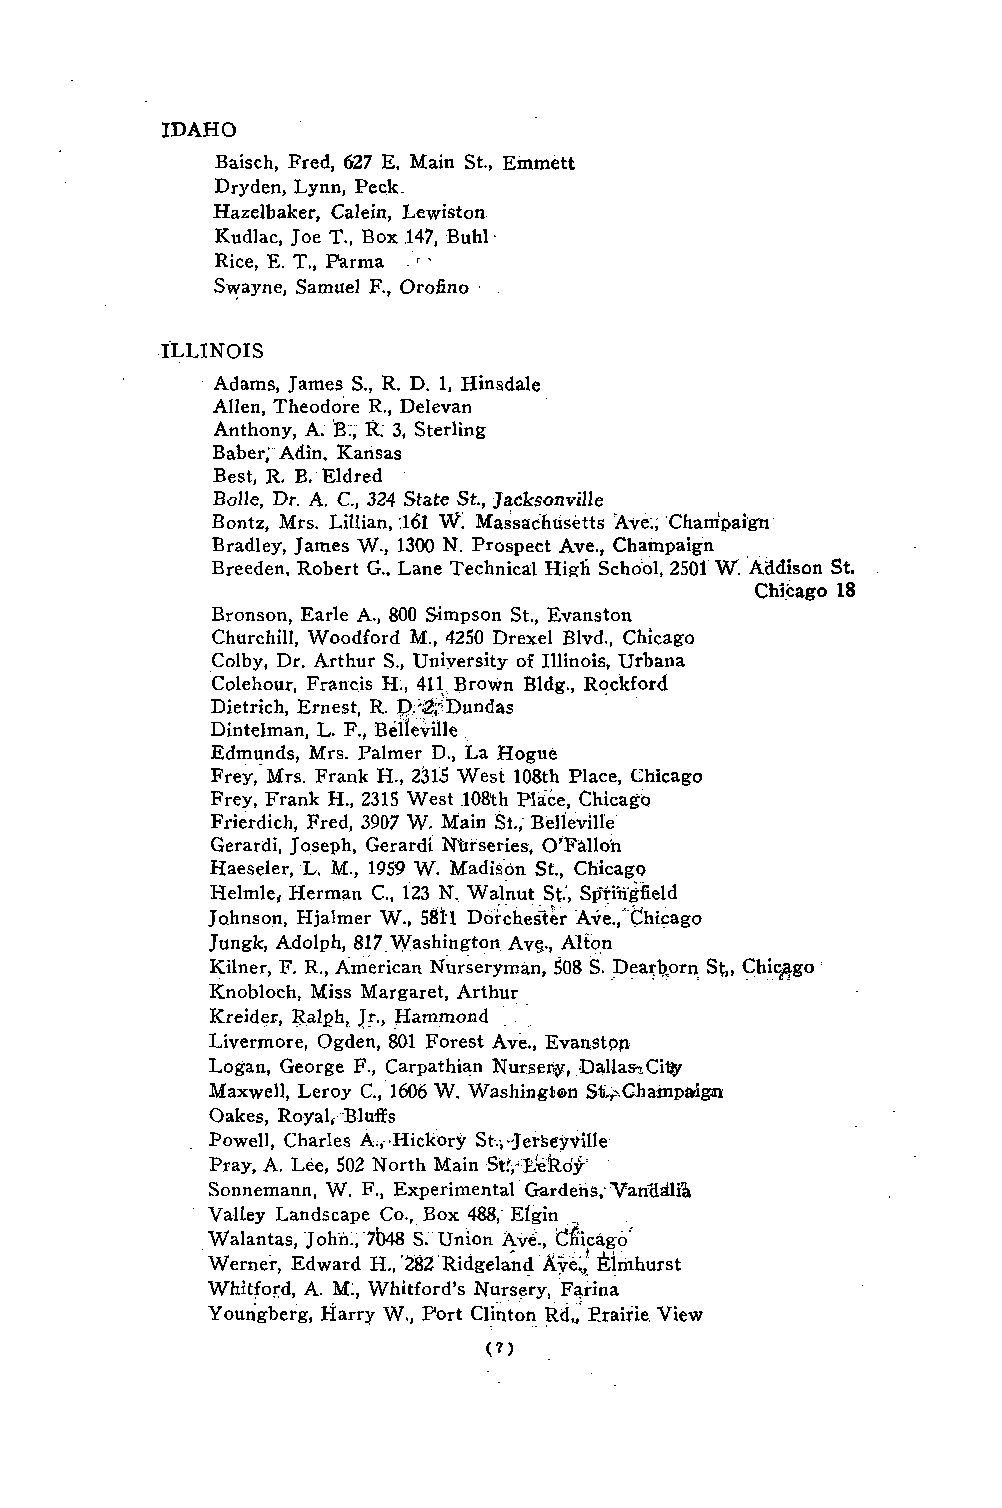 IDAHO
Baisch, Fred, 627 E. Main St., Emmett
Dryden, Lynn, Peck.
Hazelbaker, Calein, Lewiston
Kudlac, Joe T., Box 147, Buhl
Rice, E. T., Parma
Swayne, Samuel F., Orofino
ILLINOIS
Adams, James S., R. D. 1, Hinsdale
Allen, Theodore R., Delevan
Anthony, A. B., R. 3, Sterling
Baber, Adin, Kansas
Best, R. B. Eldred
Bolle, Dr. A. C., 324 State St., Jacksonville
Bontz, Mrs. Lillian, 161 W. Massachusetts Ave., Champaign
Bradley, James W., 1300 N. Prospect Ave., Champaign
Breeden, Robert G., Lane Technical High School, 2501 W. Addison St.
Chicago 18
Bronson, Earle A., 800 Simpson St., Evanston
Churchill, Woodford M., 4250 Drexel Blvd., Chicago
Colby, Dr. Arthur S., University of Illinois, Urbana
Colehour, Francis H., 411 Brown Bldg., Rockford
Dietrich, Ernest, R. D. 2, Dundas
Dintelman, L. F., Belleville
Edmunds, Mrs. Palmer D., La Hogue
Frey, Mrs. Frank H., 2315 West 108th Place, Chicago
Frey, Frank H., 2315 West 108th Place, Chicago
Frierdich, Fred, 3907 W. Main St., Belleville
Gerardi, Joseph, Gerardi Nurseries, O'Fallon
Haeseler, L. M., 1959 W. Madison St., Chicago
Helmle, Herman C., 123 N. Walnut St., Springfield
Johnson, Hjalmer W., 5811 Dorchester Ave., Chicago
Jungk, Adolph, 817 Washington Ave., Alton
Kilner, F. R., American Nurseryman, 508 S. Dearborn St., Chicago
Knobloch, Miss Margaret, Arthur
Kreider, Ralph, Jr., Hammond
Livermore, Ogden, 801 Forest Ave., Evanston
Logan, George F., Carpathian Nursery, Dallas City
Maxwell, Leroy C., 1606 W. Washington St., Champaign
Oakes, Royal, Bluffs
Powell, Charles A., Hickory St., Jerseyville
Pray, A. Lee, 502 North Main St., LeRoy
Sonnemann, W. F., Experimental Gardens, Vandalia
Valley Landscape Co., Box 488, Elgin
Walantas, John, 7048 S. Union Ave., Chicago
Werner, Edward H., 282 Ridgeland Ave., Elmhurst
Whitford, A. M., Whitford's Nursery, Farina
Youngberg, Harry W., Port Clinton Rd., Prairie View
(7)